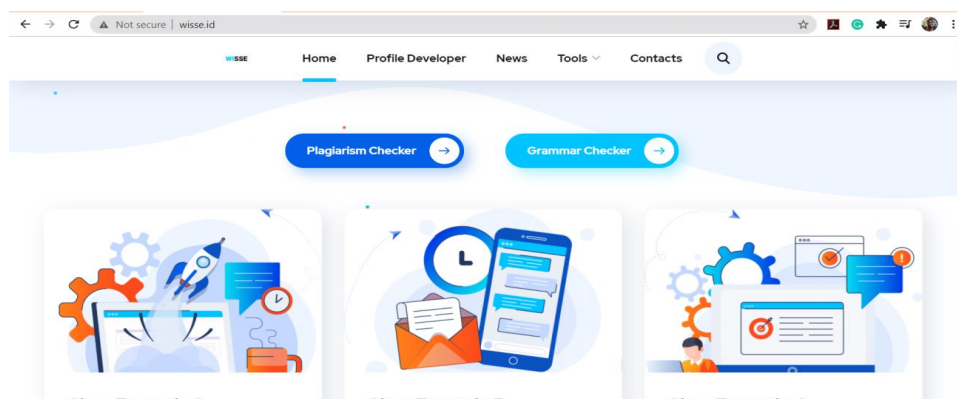 Not secure | wisse.id
WISSE Home Profile Developer News Tools Contacts
Plagiarism Checker Grammar Checker